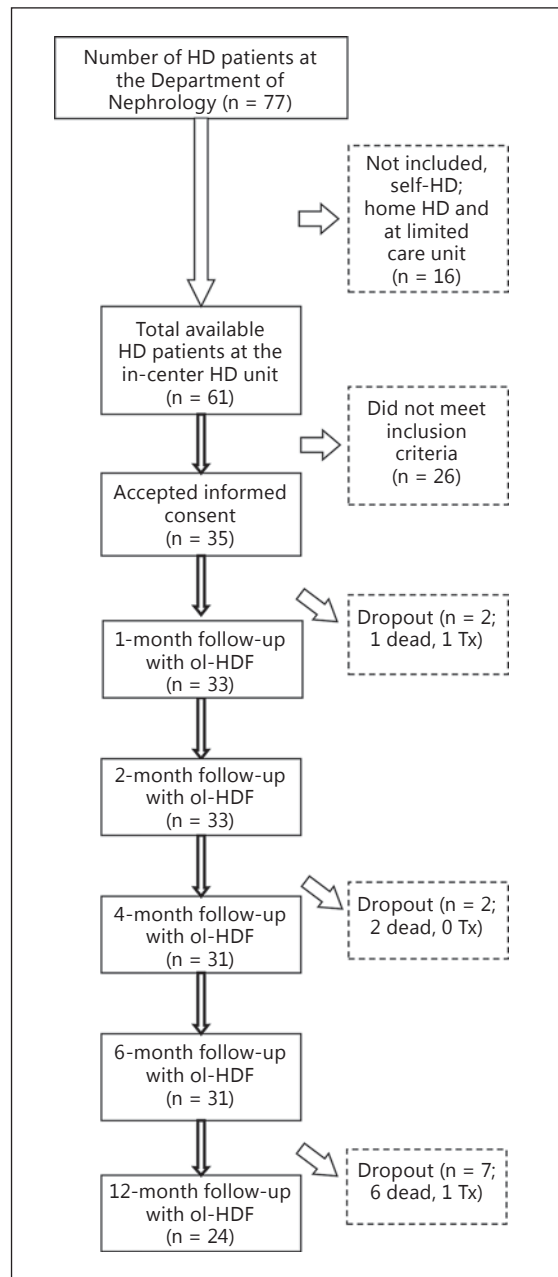 Number of HD patients at
the Department of
Nephrology (n = 77)
Not included,
self-HD;
home HD and
at limited
care unit
(n = 16)
Total available
HD patients at the
in-center HD unit
(n = 61)
Did not meet
inclusion
criteria
(n = 26)
Accepted informed
consent
(n = 35)
Dropout (n = 2;
1 dead, 1 Tx)
1-month follow-up
with ol-HDF
(n = 33)
2-month follow-up
with ol-HDF
(n = 33)
Dropout (n = 2;
2 dead, 0 Tx)
4-month follow-up
with ol-HDF
(n = 31)
6-month follow-up
with ol-HDF
(n = 31)
Dropout (n = 7;
6 dead, 1 Tx)
12-month follow-up
with ol-HDF
(n = 24)